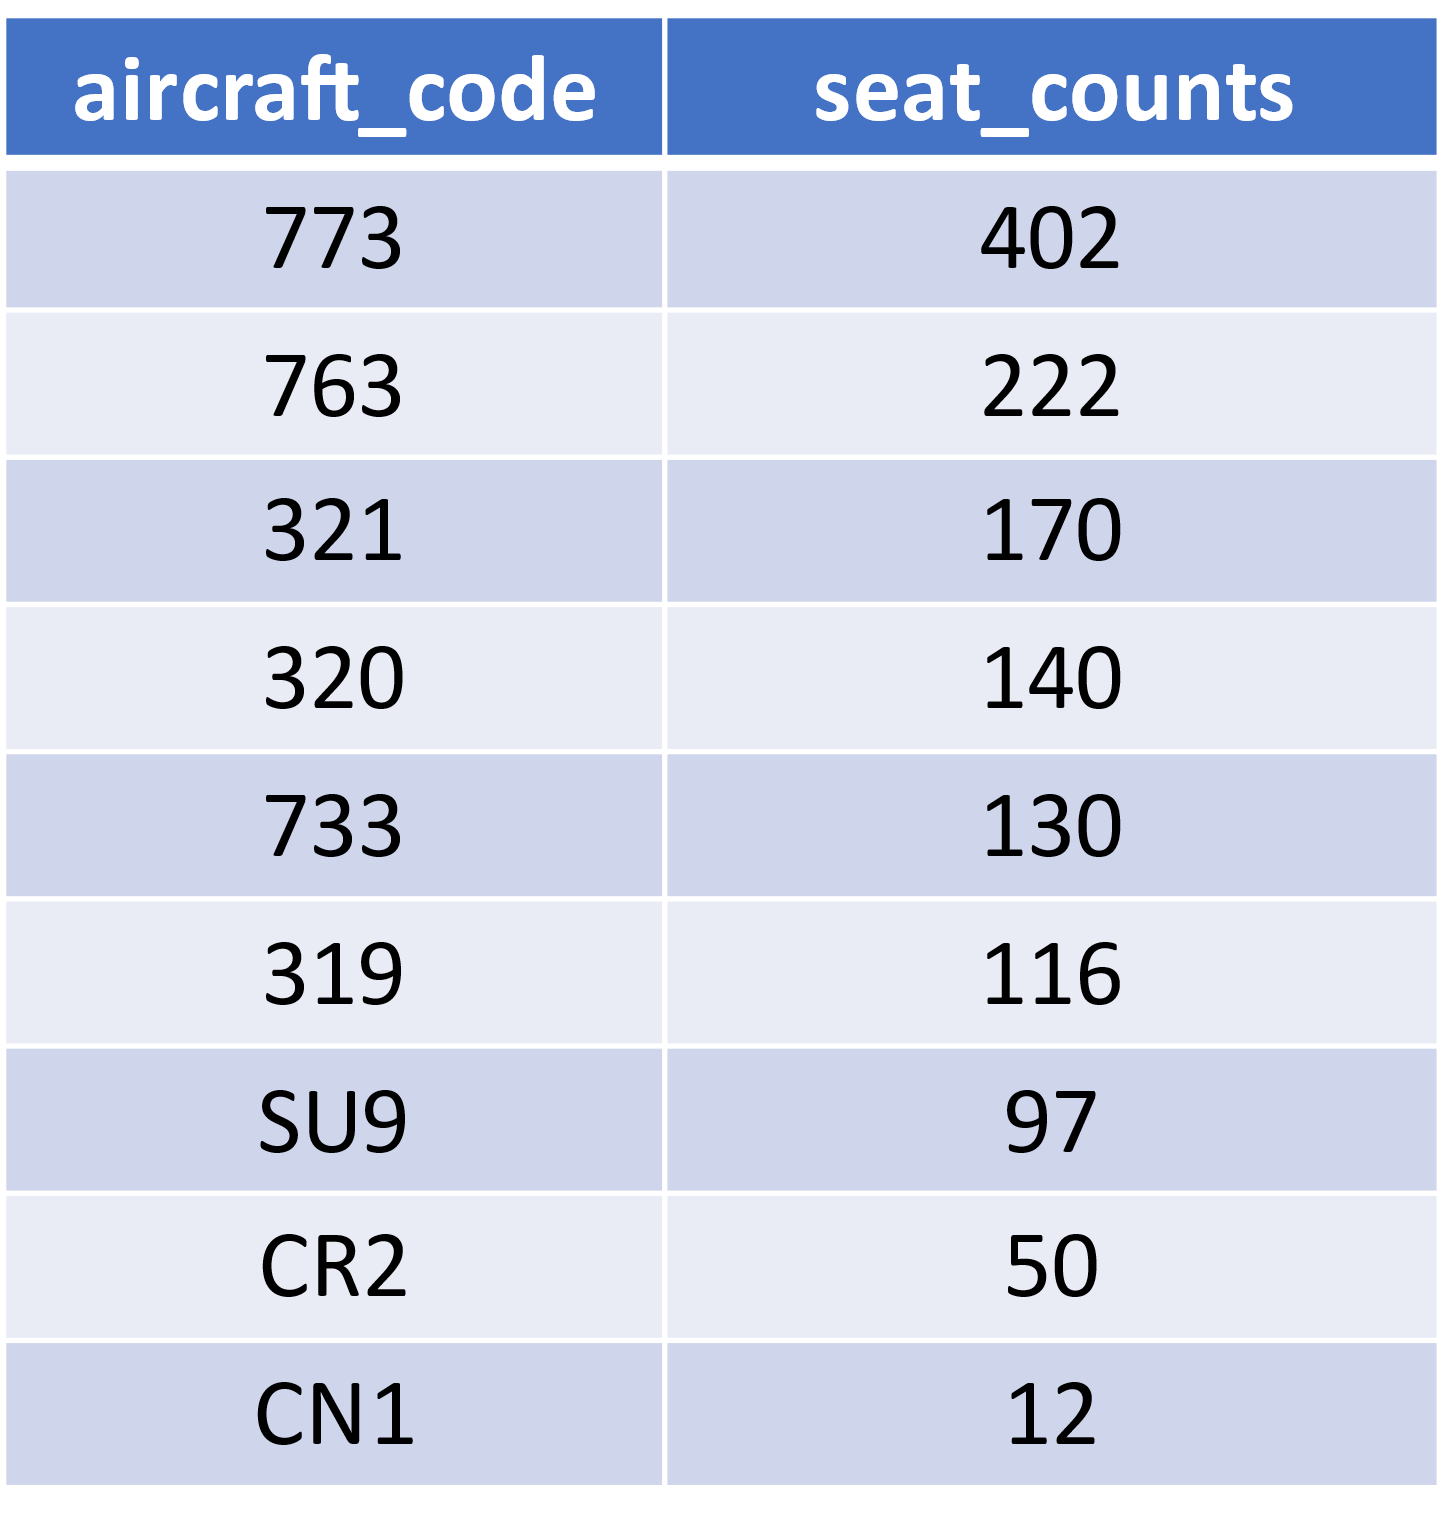 aircraft_code seat_counts
773 402
763 222
321 170
320 140
733 130
319 116
SU9 97
CR2 50
CN1 12